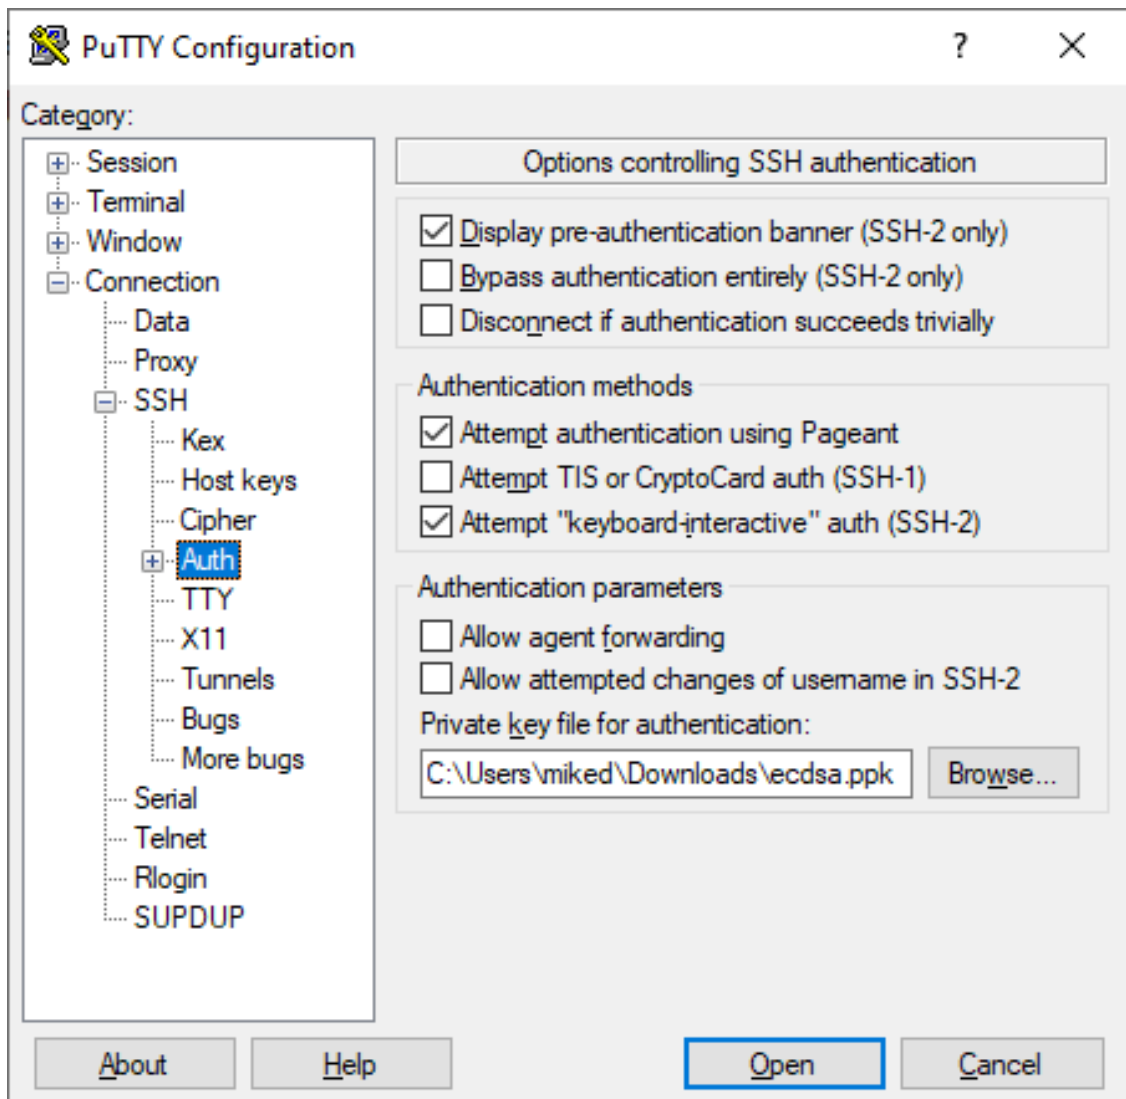 PuTTY Configuration
?
Category:
Session
Terminal
Window
Connection
Data
Proxy
SSH
Kex
Host keys
Cipher
Auth
TTY
X11
Tunnels
Bugs
More bugs
Serial
Telnet
Rlogin
SUPDUP
Options controlling SSH authentication
Display pre-authentication banner (SSH-2 only)
Bypass authentication entirely (SSH-2 only)
Disconnect if authentication succeeds trivially
Authentication methods
Attempt authentication using Pageant
Attempt TIS or CryptoCard auth (SSH-1)
Attempt "keyboard-interactive" auth (SSH-2)
Authentication parameters
Allow agent forwarding
Allow attempted changes of username in SSH-2
Private key file for authentication:
C:\Users\miked\Downloads\ecdsa.ppk
Browse...
About
Help
Open
Cancel